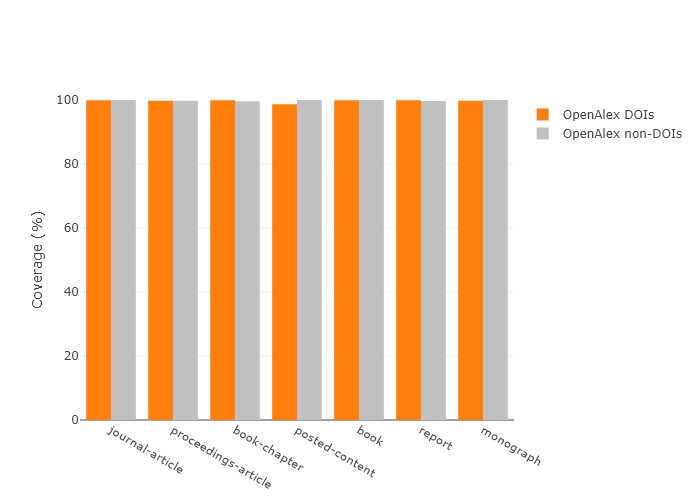 100
80
60
40
20
0
Coverage (%)
journal-article
proceedings-article
book-chapter
posted-content
book
report
monograph
OpenAlex DOIs
OpenAlex non-DOIs